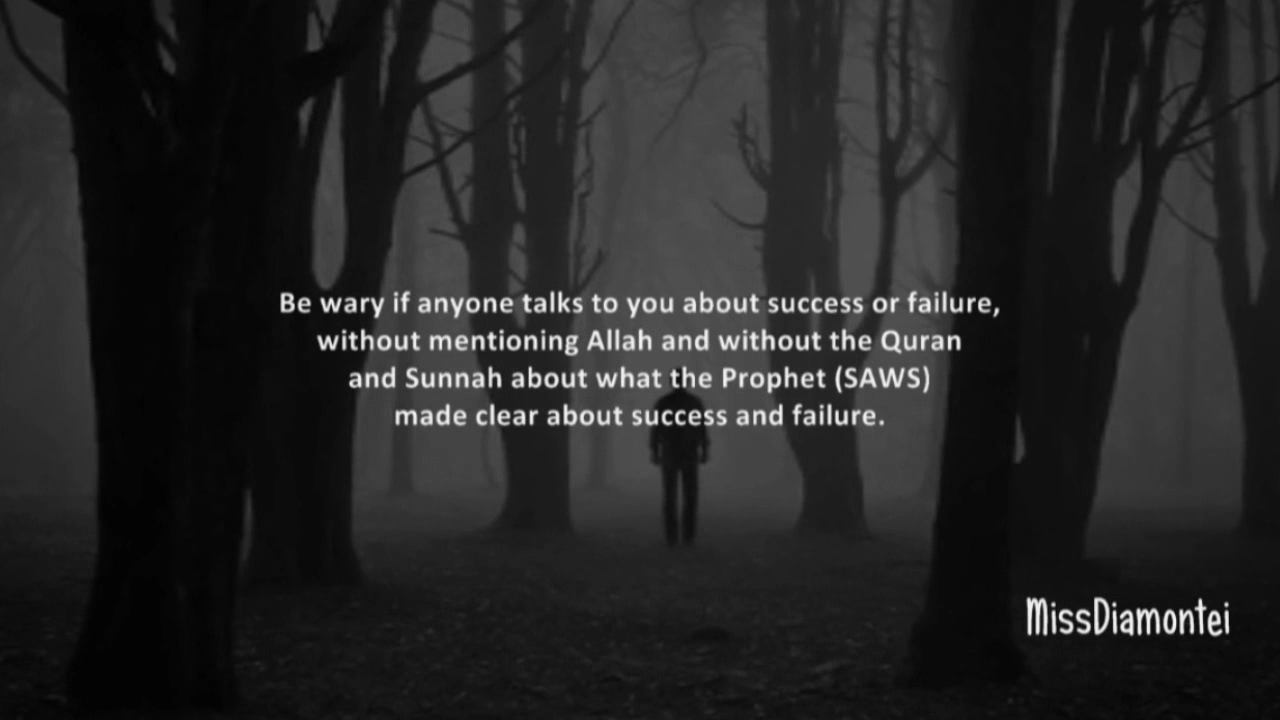 Be wary if anyone talks to you about success or failure,
without mentioning Allah and without the Quran
and Sunnah about what the Prophet (SAWS)
made clear about success and failure.
MissDiamontei